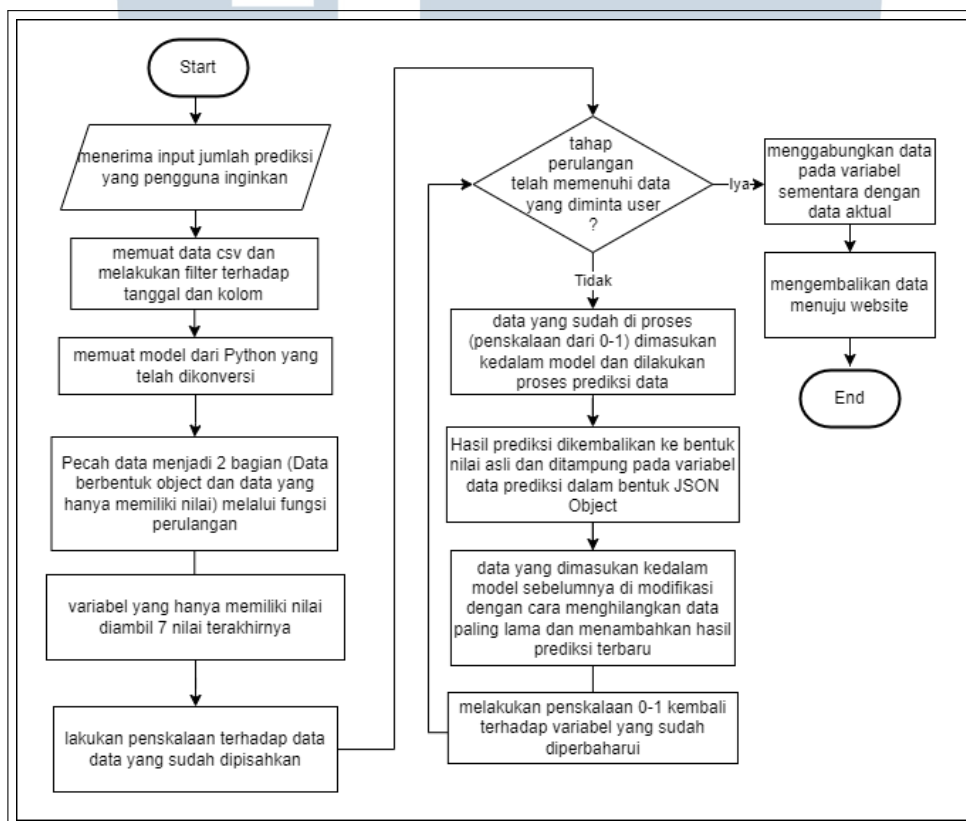 Start
menerima input jumlah prediksi
yang pengguna inginkan
memuat data csv dan
melakukan filter terhadap
tanggal dan kolom
memuat model dari Python yang
telah dikonversi
Pecah data menjadi 2 bagian (Data
berbentuk object dan data yang
hanya memiliki nilai) melalui fungsi
perulangan
variabel yang hanya memiliki nilai
diambil 7 nilai terakhirnya
lakukan penskalaan terhadap data
data yang sudah dipisahkan
tahap
perulangan
telah memenuhi data
yang diminta user
?
Iya
Tidak
data yang sudah di proses
(penskalaan dari 0-1) dimasukan
kedalam model dan dilakukan
proses prediksi data
Hasil prediksi dikembalikan ke bentuk
nilai asli dan ditampung pada variabel
data prediksi dalam bentuk JSON
Object
data yang dimasukan kedalam
model sebelumnya di modifikasi
dengan cara menghilangkan data
paling lama dan menambahkan hasil
prediksi terbaru
melakukan penskalaan 0-1 kembali
terhadap variabel yang sudah
diperbaharui
menggabungkan data
pada variabel
sementara dengan
data aktual
mengembalikan data
menuju website
End